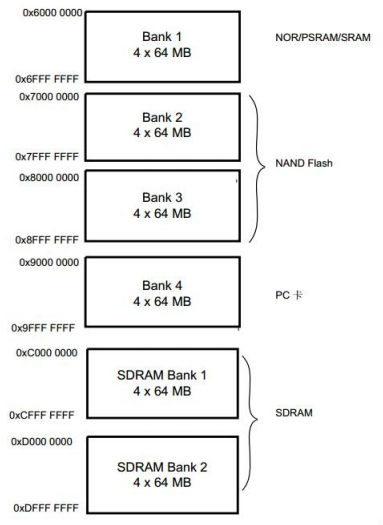 0x6000 0000
Bank 1
4 x 64 MB
NOR/PSRAM/SRAM
0x6FFF FFFF
0x7000 0000
Bank 2
4 x 64 MB
0x7FFF FFFF
NAND Flash
0x8000 0000
Bank 3
4 x 64 MB
0x8FFF FFFF
0x9000 0000
Bank 4
4 x 64 MB
PC 卡
0x9FFF FFFF
0xC000 0000
SDRAM Bank 1
4 x 64 MB
0xCFFF FFFF
SDRAM
0xD000 0000
SDRAM Bank 2
4 x 64 MB
0xDFFF FFFF